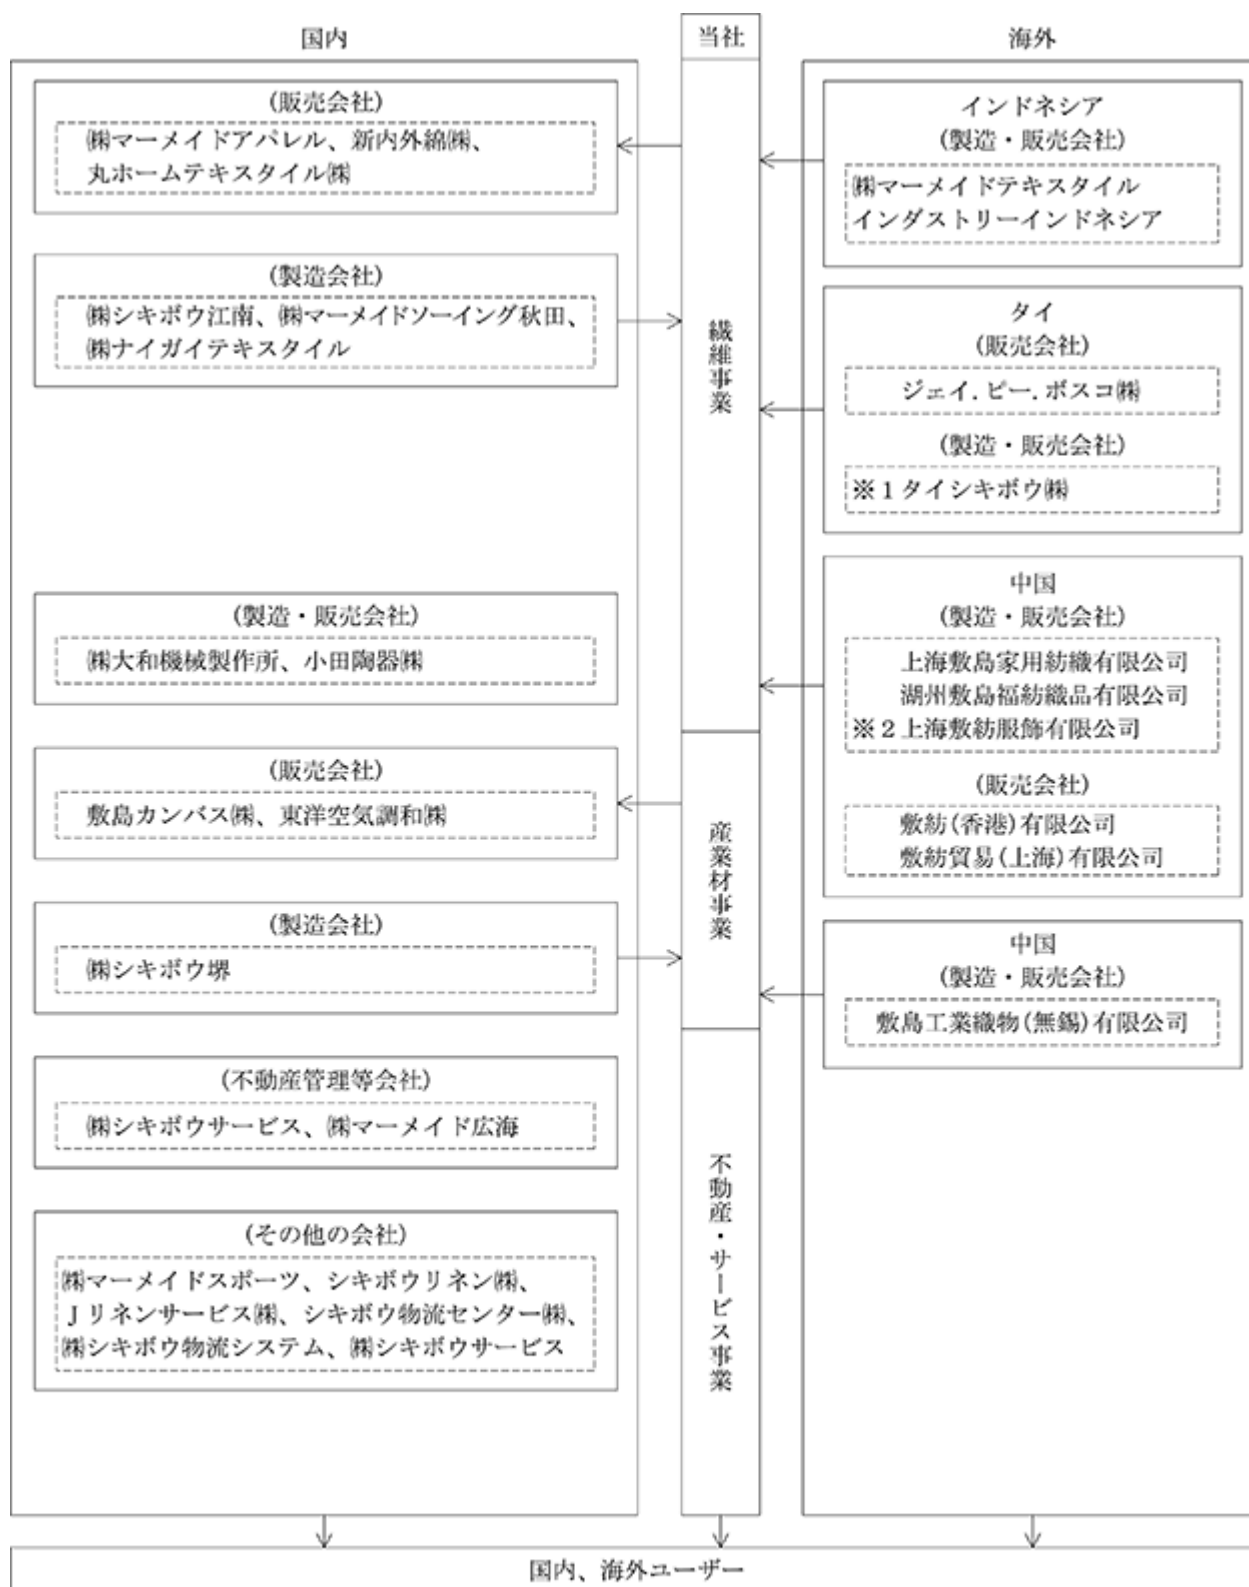 国内
(販売会社)
㈱マーメイドアパレル、新内外綿㈱、
丸ホームテキスタイル㈱
(製造会社)
㈱シキボウ江南、㈱マーメイドソーイング秋田、
㈱ナイガイテキスタイル
(製造・販売会社)
㈱大和機械製作所、小田陶器㈱
(販売会社)
敷島カンバス㈱、東洋空気調和㈱
(製造会社)
㈱シキボウ堺
(不動産管理等会社)
㈱シキボウサービス、㈱マーメイド広海
(その他の会社)
㈱マーメイドスポーツ、シキボウリネン㈱、
Ｊリネンサービス㈱、シキボウ物流センター㈱、
㈱シキボウ物流システム、㈱シキボウサービス
当社
繊維事業
産業材事業
不動産・サービス事業
海外
インドネシア
(製造・販売会社)
㈱マーメイドテキスタイル
インダストリーインドネシア
タイ
(販売会社)
ジェイ．ピー．ボスコ㈱
(製造・販売会社)
※１タイシキボウ㈱
中国
(製造・販売会社)
上海敷島家用紡織有限公司
湖州敷島福紡織品有限公司
※２上海敷紡服飾有限公司
(販売会社)
敷紡(香港)有限公司
敷紡貿易(上海)有限公司
中国
(製造・販売会社)
敷島工業織物(無錫)有限公司
国内、海外ユーザー